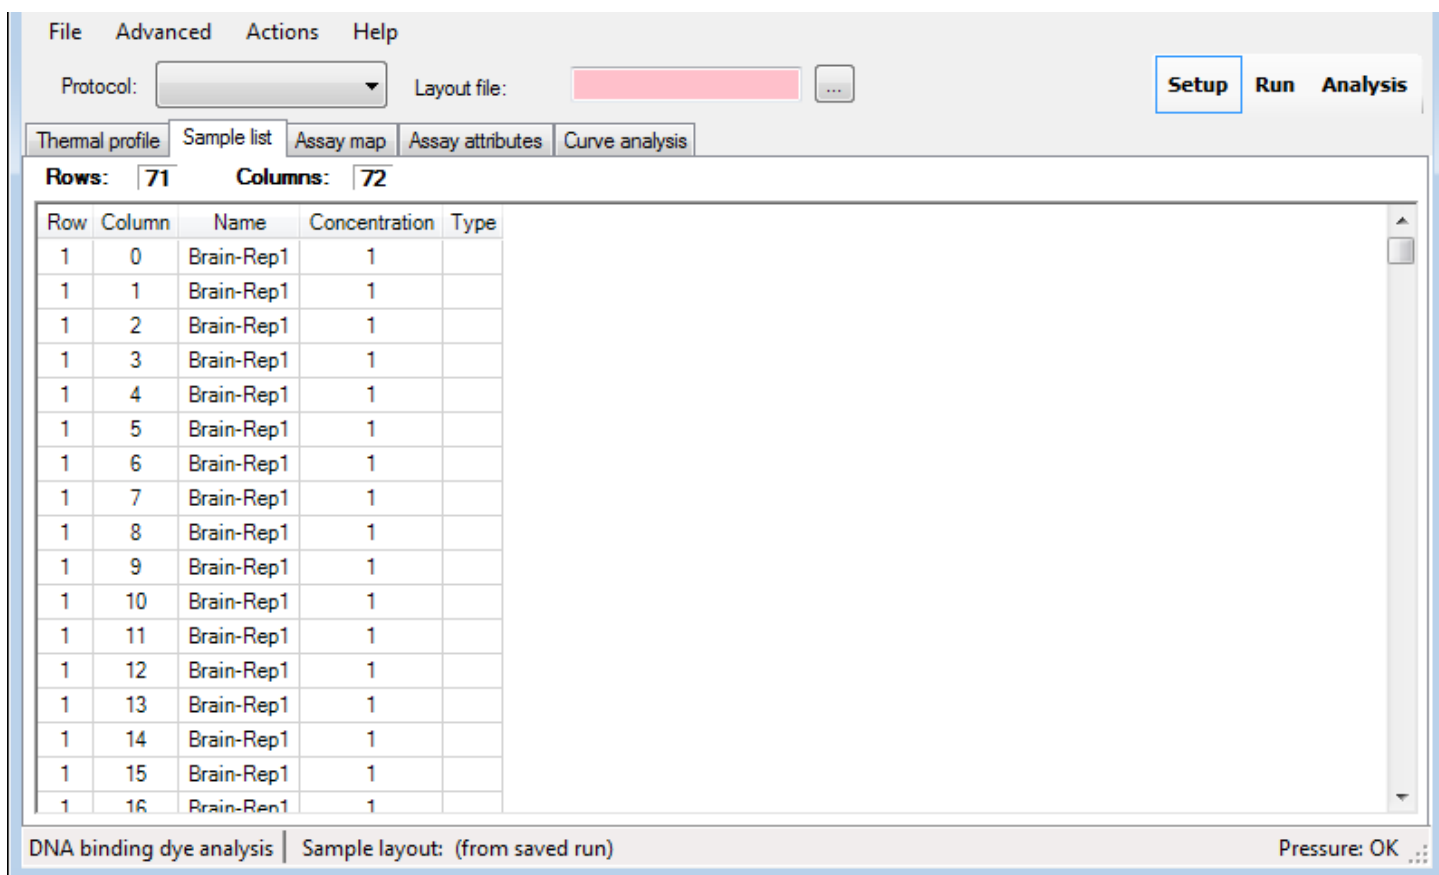 File Advanced Actions Help
Protocol: Layout file: ... Setup Run Analysis
Thermal profile Sample list Assay map Assay attributes Curve analysis
Rows: 71 Columns: 72
Row Column Name Concentration Type
1 0 Brain-Rep1 1
1 1 Brain-Rep1 1
1 2 Brain-Rep1 1
1 3 Brain-Rep1 1
1 4 Brain-Rep1 1
1 5 Brain-Rep1 1
1 6 Brain-Rep1 1
1 7 Brain-Rep1 1
1 8 Brain-Rep1 1
1 9 Brain-Rep1 1
1 10 Brain-Rep1 1
1 11 Brain-Rep1 1
1 12 Brain-Rep1 1
1 13 Brain-Rep1 1
1 14 Brain-Rep1 1
1 15 Brain-Rep1 1
1 16 Brain-Rep1 1
DNA binding dye analysis Sample layout: (from saved run) Pressure: OK